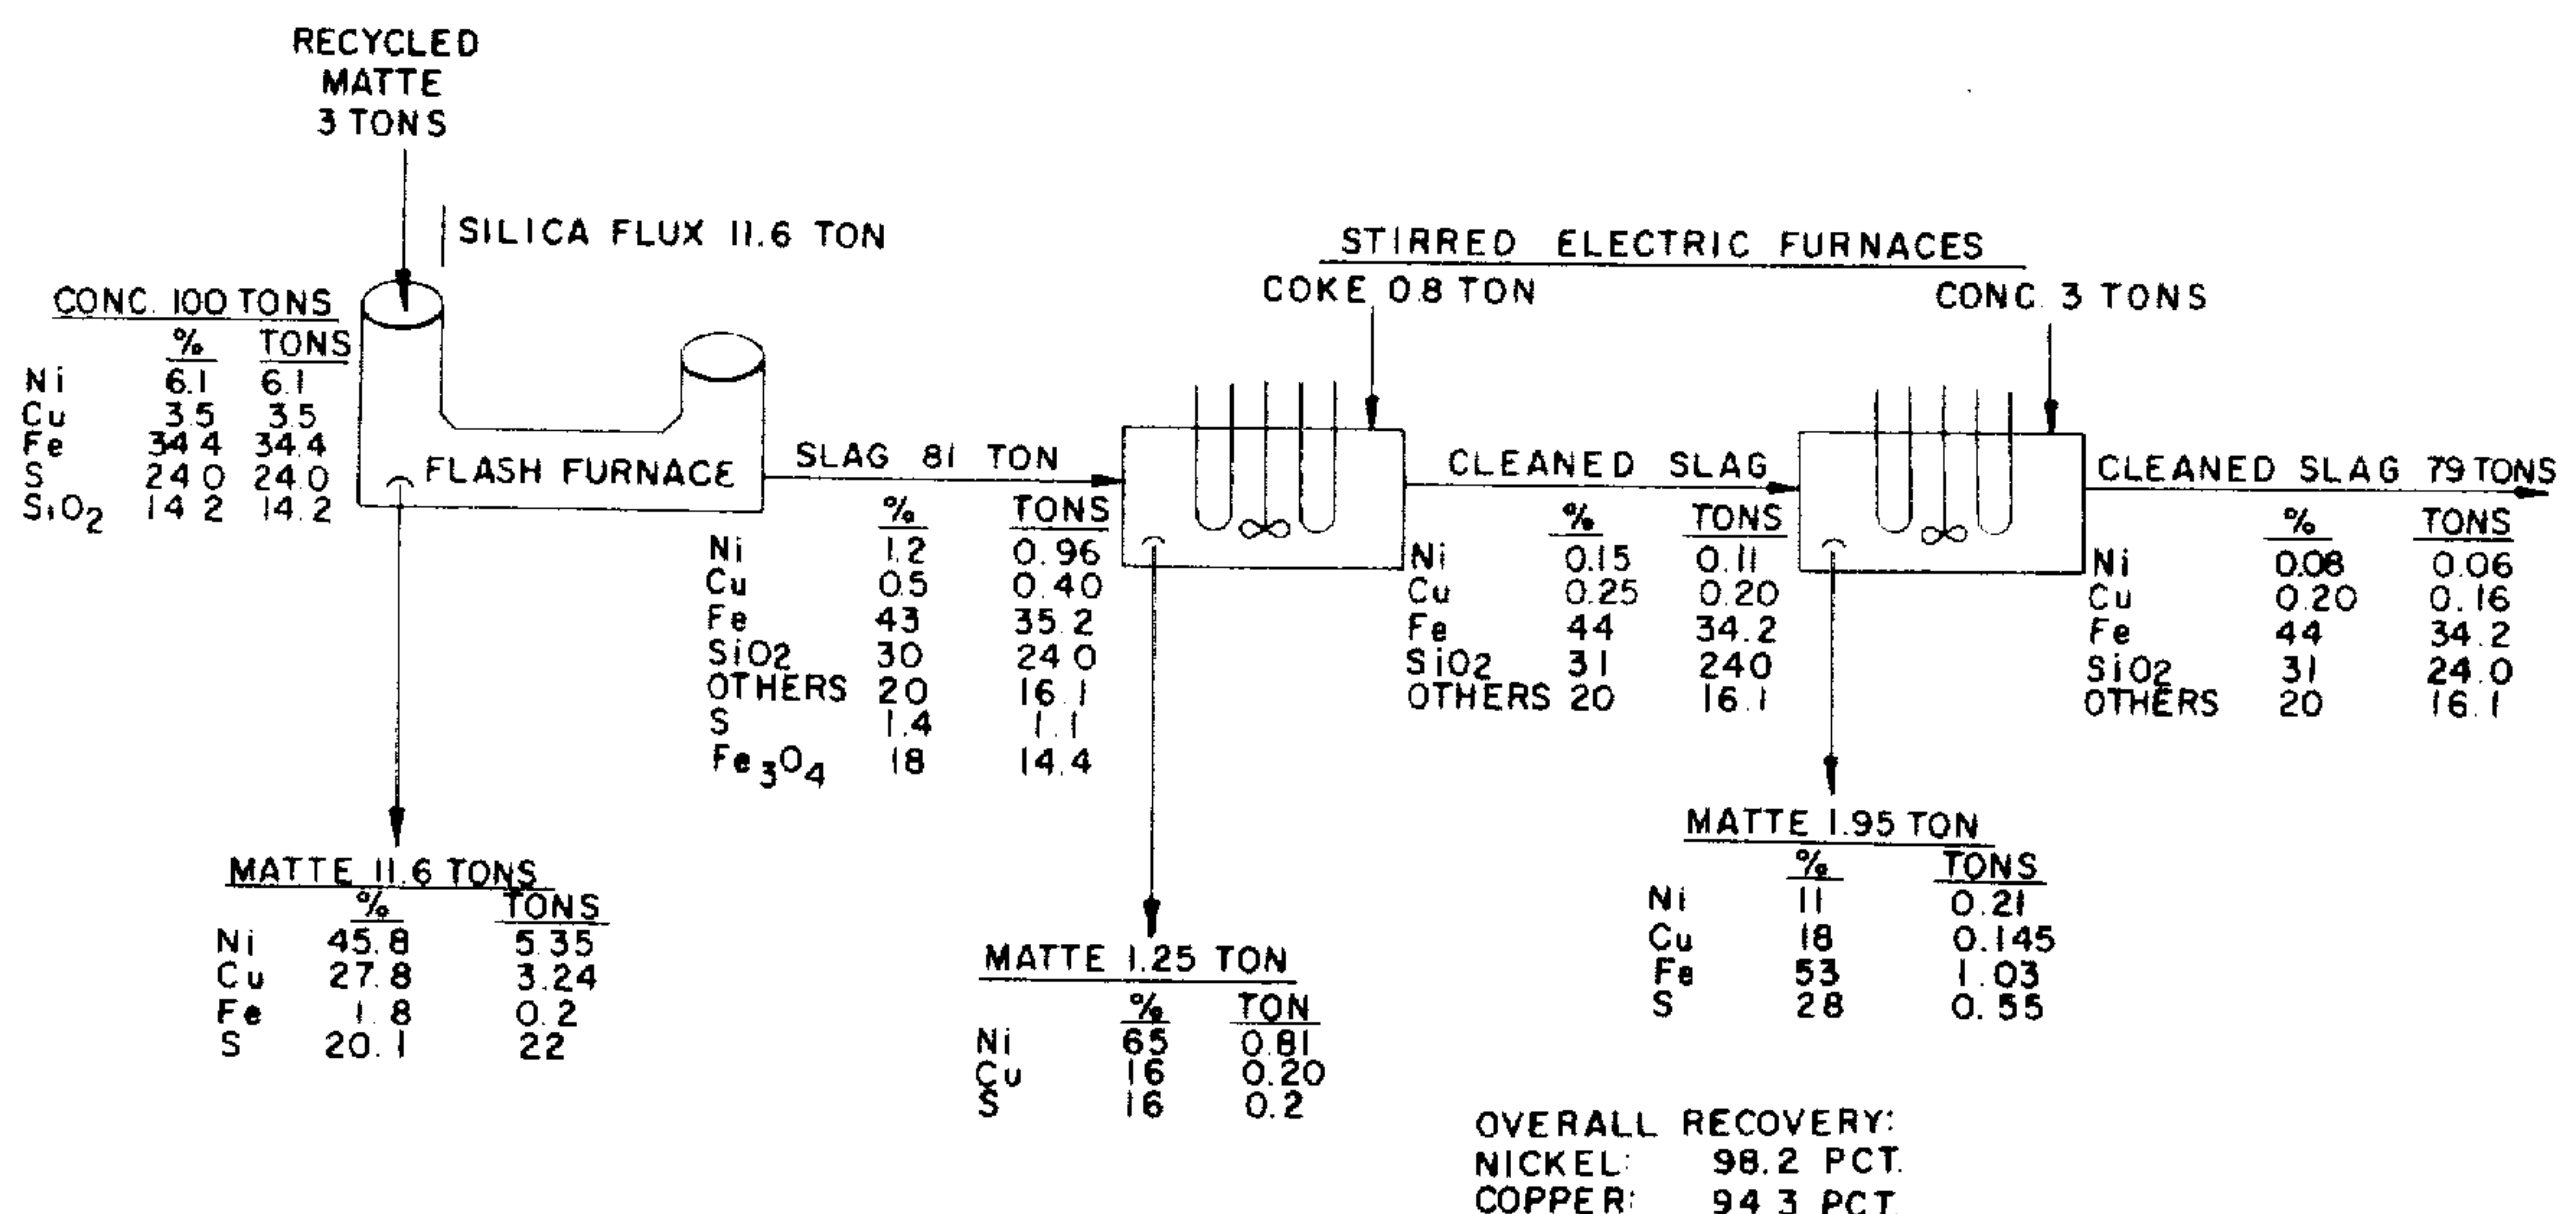 RECYCLED
MATTE
3 TONS
SILICA FLUX 11.6 TON
CONC. 100 TONS
% TONS
Ni 6.1 6.1
Cu 3.5 3.5
Fe 34.4 34.4
S 24.0 24.0
SiO2 14.2 14.2
FLASH FURNACE
SLAG 81 TON
% TONS
Ni 1.2 0.96
Cu 0.5 0.40
Fe 43 35.2
SiO2 30 24.0
OTHERS 20 16.1
S 1.4 1.1
Fe3O4 18 14.4
MATTE 11.6 TONS
% TONS
Ni 45.8 5.35
Cu 27.8 3.24
Fe 1.8 0.2
S 20.1 22
STIRRED ELECTRIC FURNACES
COKE 0.8 TON
CONC. 3 TONS
CLEANED SLAG
% TONS
Ni 0.15 0.11
Cu 0.25 0.20
Fe 44 34.2
SiO2 31 240
OTHERS 20 16.1
MATTE 1.25 TON
% TON
Ni 65 0.81
Cu 16 0.20
S 16 0.2
CLEANED SLAG 79 TONS
% TONS
Ni 0.08 0.06
Cu 0.20 0.16
Fe 44 34.2
SiO2 31 24.0
OTHERS 20 16.1
MATTE 1.95 TON
% TONS
Ni 11 0.21
Cu 18 0.145
Fe 53 1.03
S 28 0.55
OVERALL RECOVERY:
NICKEL: 98.2 PCT.
COPPER: 94.3 PCT.